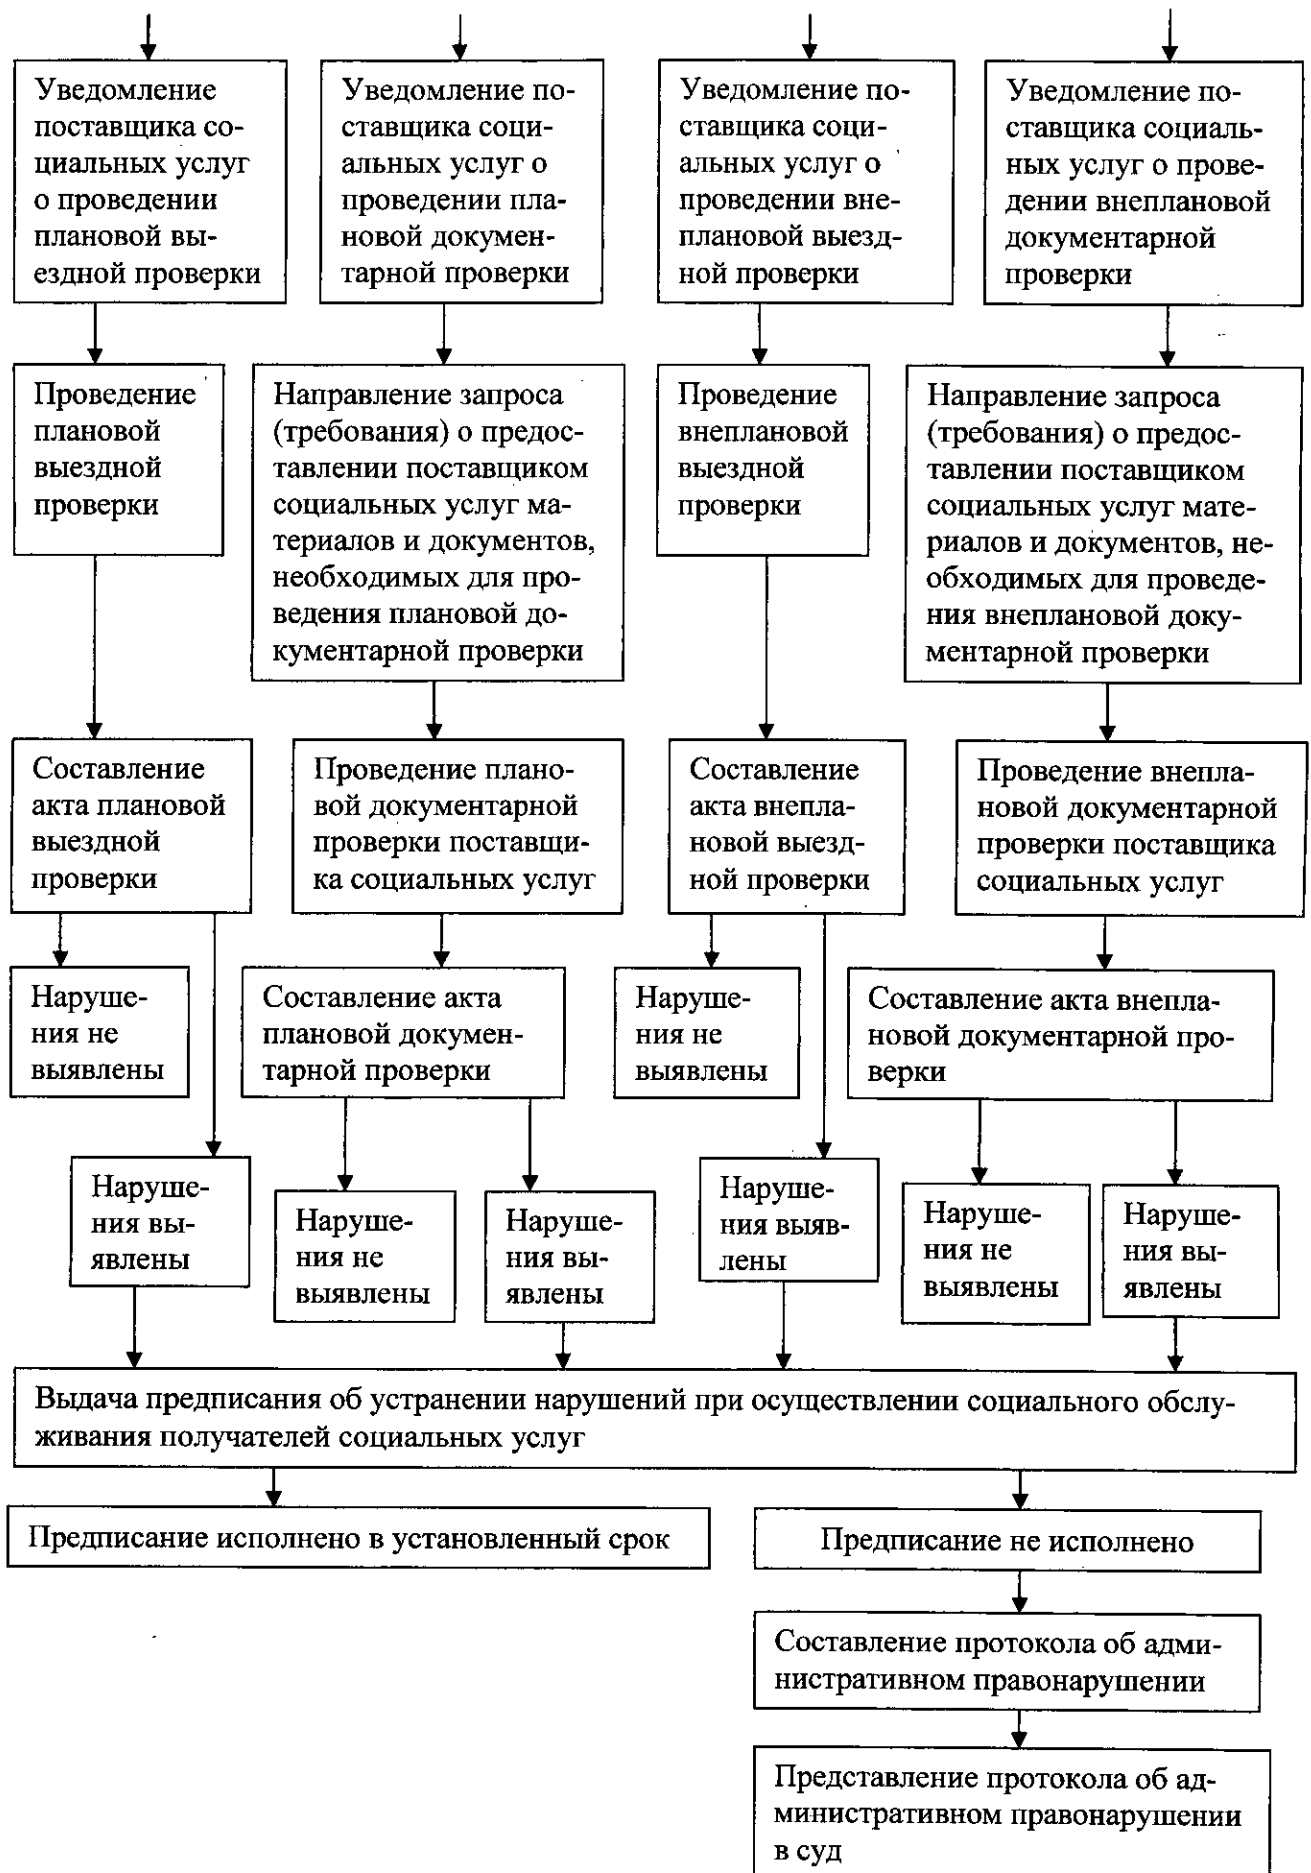 Уведомление
поставщика со-
циальных услуг
о проведении
плановой вы-
ездной проверки
Уведомление по-
ставщика соци-
альных услуг о
проведении пла-
новой докумен-
тарной проверки
Уведомление по-
ставщика соци-
альных услуг о
проведении вне-
плановой выезд-
ной проверки
Уведомление по-
ставщика социаль-
ных услуг о прове-
дении внеплановой
документарной
проверки
Проведение
плановой
выездной
проверки
Направление запроса
(требования) о предос-
тавлении поставщиком
социальных услуг ма-
териалов и документов,
необходимых для про-
ведения плановой до-
кументарной проверки
Проведение
внеплановой
выездной
проверки
Направление запроса
(требования) о предос-
тавлении поставщиком
социальных услуг мате-
риалов и документов, не-
обходимых для проведе-
ния внеплановой доку-
ментарной проверки
Составление
акта плановой
выездной
проверки
Проведение плано-
вой документарной
проверки поставщи-
ка социальных услуг
Составление
акта внепла-
новой выезд-
ной проверки
Проведение внепла-
новой документарной
проверки поставщика
социальных услуг
Наруше-
ния не
выявлены
Составление акта
плановой докумен-
тарной проверки
Наруше-
ния не
выявлены
Составление акта внепла-
новой документарной про-
верки
Наруше-
ния вы-
явлены
Наруше-
ния не
выявлены
Наруше-
ния вы-
явлены
Наруше-
ния выяв-
лены
Наруше-
ния не
выявлены
Наруше-
ния вы-
явлены
Выдача предписания об устранении нарушений при осуществлении социального обслу-
живания получателей социальных услуг
Предписание исполнено в установленный срок
Предписание не исполнено
Составление протокола об адми-
нистративном правонарушении
Представление протокола об ад-
министративном правонарушении
в суд